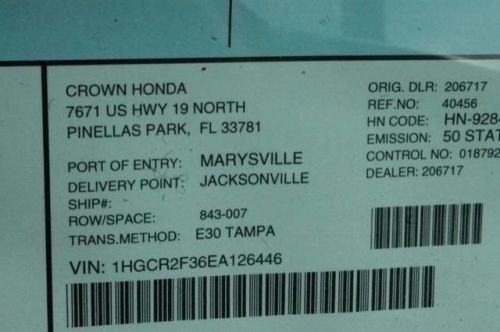 CROWN HONDA
7671 US HWY 19 NORTH
PINELLAS PARK, FL 33781
ORIG. DLR: 206717
REF.NO: 40456
HN CODE: HN-9284
EMISSION: 50 STAT
CONTROL NO: 018792
DEALER: 206717
PORT OF ENTRY: MARYSVILLE
DELIVERY POINT: JACKSONVILLE
SHIP#:
ROW/SPACE: 843-007
TRANS.METHOD: E30 TAMPA
VIN: 1HGCR2F36EA126446